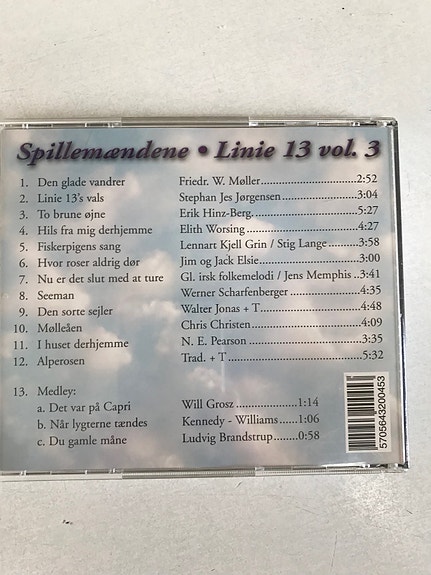 Spillemændene • Linie 13 vol. 3
1. Den glade vandrer Friedr. W. Møller..............................2:52
2. Linie 13's vals Stephan Jes Jørgensen......................3:04
3. To brune øjne Erik Hinz-Berg................................5:27
4. Hils fra mig derhjemme Elith Worsing.................................4:27
5. Fiskerpigens sang Lennart Kjell Grin / Stig Lange........3:58
6. Hvor roser aldrig dør Jim og Jack Elsie..............................3:00
7. Nu er det slut med at ture Gl. irsk folkemelodi / Jens Memphis..3:41
8. Seeman Werner Scharfenberger.....................4:35
9. Den sorte sejler Walter Jonas + T............................4:48
10. Mølleåen Chris Christen................................4:09
11. I huset derhjemme N. E. Pearson.................................3:35
12. Alperosen Trad. + T.......................................5:32
13. Medley:
a. Det var på Capri Will Grosz.....................1:14
b. Når lygterne tændes Kennedy - Williams......1:06
c. Du gamle måne Ludvig Brandstrup.......0:58
5705643200453